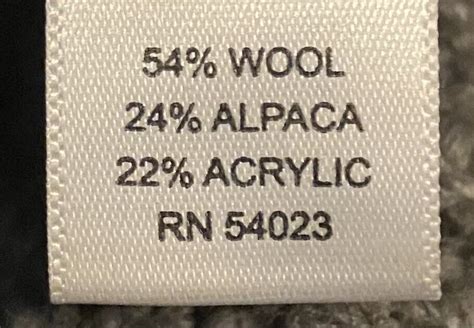 54% WOOL
24% ALPACA
22% ACRYLIC
RN 54023